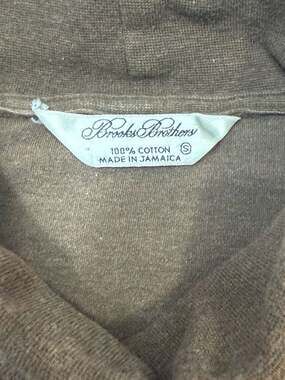 Brooks Brothers
100% COTTON S
MADE IN JAMAICA